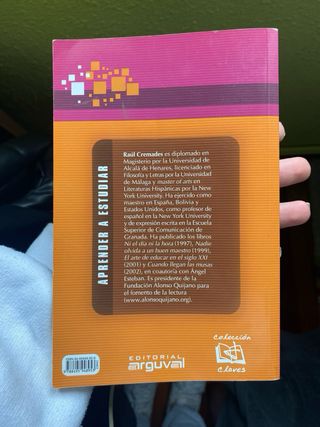 APRENDER A ESTUDIAR
Raúl Cremades es diplomado en
Magisterio por la Universidad de
Alcalá de Henares, licenciado en
Filosofía y Letras por la Universidad
de Málaga y master of arts en
Literaturas Hispánicas por la
New York University.
Ha ejercido como
maestro en España, Bolivia y
Estados Unidos, como profesor de
español en la New York University
y de expresión escrita en la Escuela
Superior de Comunicación de
Granada. Ha publicado los libros
Ni el día ni la hora (1997), Nadie
olvida a un buen maestro (1999),
El arte de educar en el siglo XXI
(2001) y Cuando llegan las musas
(2002), en coautoría con Ángel
Esteban. Es presidente de la
Fundación Alonso Quijano para
el fomento de la lectura
(www.alonsoquijano.org).
EDITORIAL
arguval
colección
claves